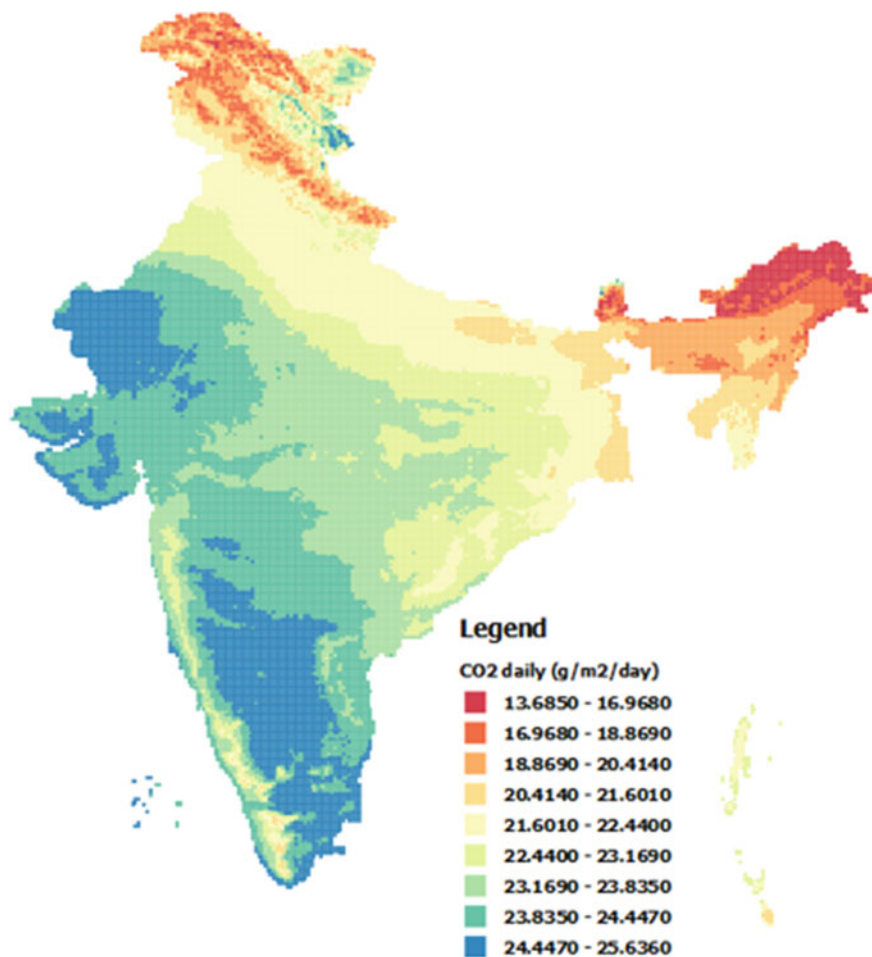 Legend
CO2 daily (g/m2/day)
13.6850 - 16.9680
16.9680 - 18.8690
18.8690 - 20.4140
20.4140 - 21.6010
21.6010 - 22.4400
22.4400 - 23.1690
23.1690 - 23.8350
23.8350 - 24.4470
24.4470 - 25.6360